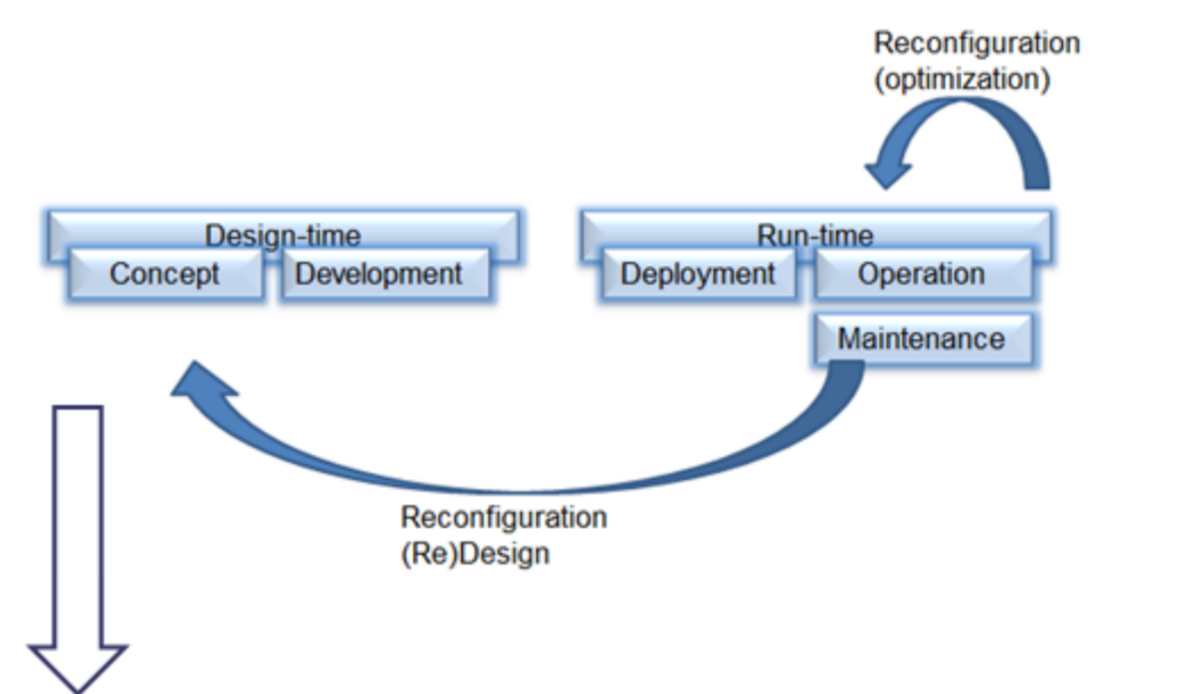 Reconfiguration
(optimization)
Design-time
Run-time
Concept
Development
Deployment
Operation
Maintenance
Reconfiguration
(Re)Design